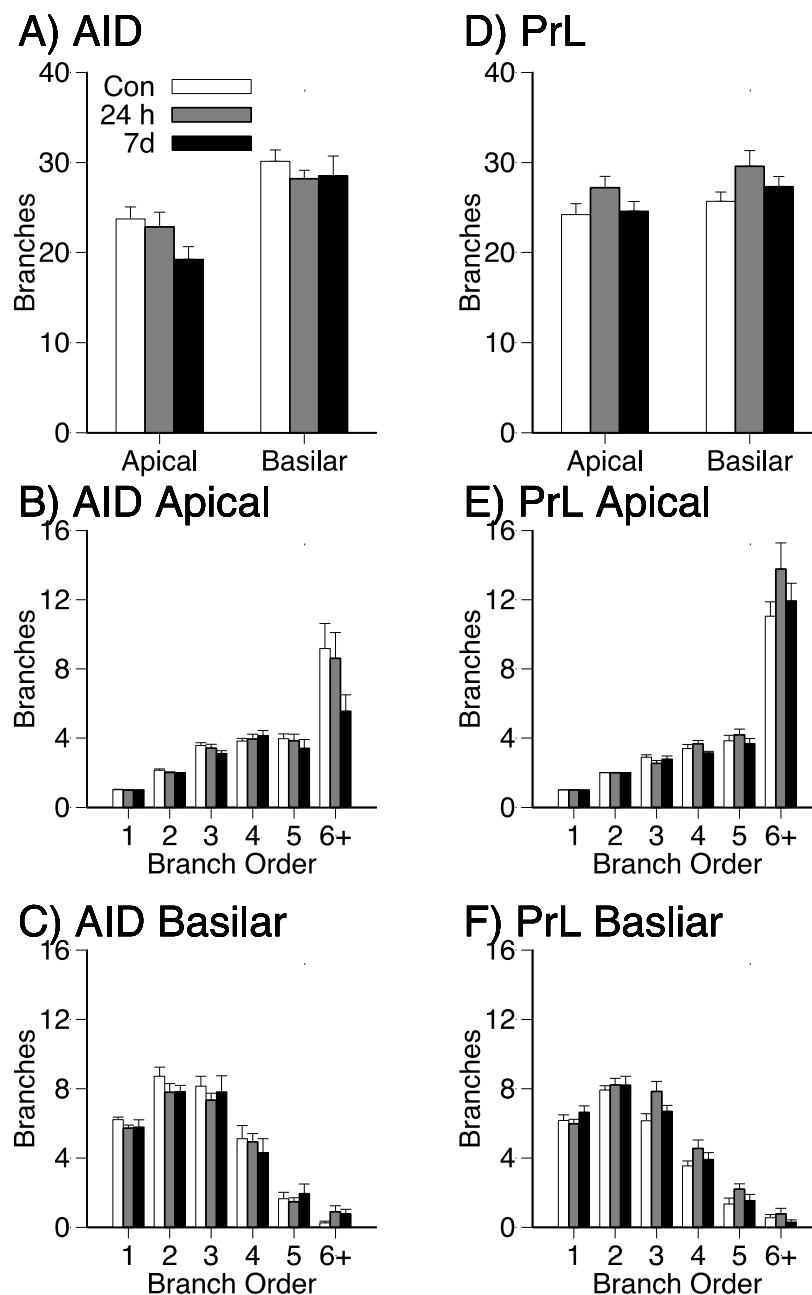 A) AID
40
30
20
10
0
Branches
Con
24 h
7d
Apical Basilar
D) PrL
40
30
20
10
0
Branches
Apical Basilar
B) AID Apical
16
12
8
4
0
Branches
1 2 3 4 5 6+
Branch Order
E) PrL Apical
16
12
8
4
0
Branches
1 2 3 4 5 6+
Branch Order
C) AID Basilar
16
12
8
4
0
Branches
1 2 3 4 5 6+
Branch Order
F) PrL Basliar
16
12
8
4
0
Branches
1 2 3 4 5 6+
Branch Order